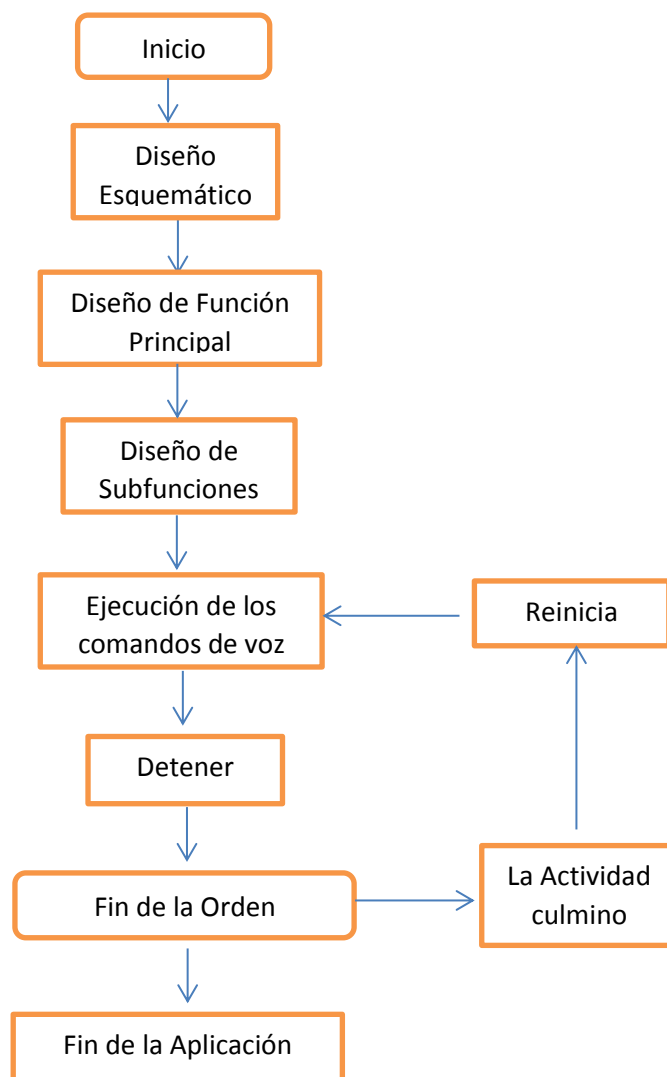 Inicio
Diseño
Esquemático
Diseño de Función
Principal
Diseño de
Subfunciones
Ejecución de los
comandos de voz
Reinicia
Detener
La Actividad
culmino
Fin de la Orden
Fin de la Aplicación